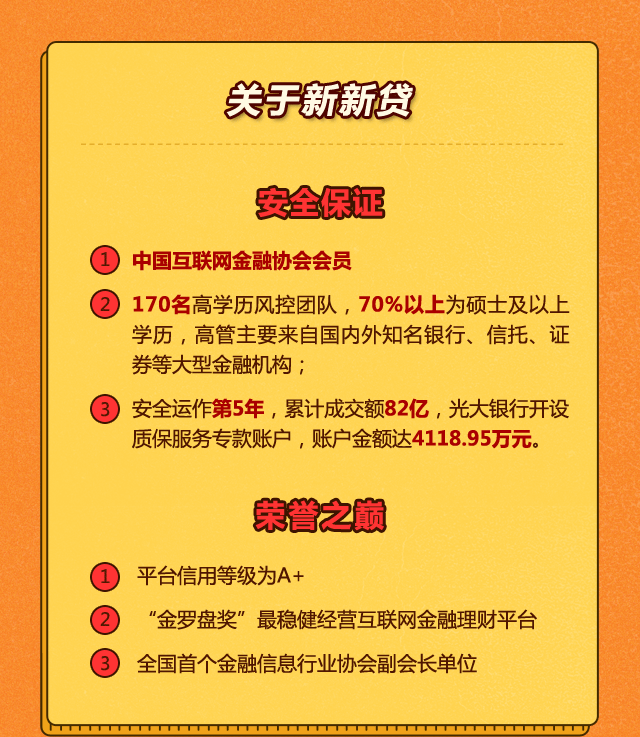 关于新新贷
安全保证
1 中国互联网金融协会会员
2 170名高学历风控团队，70%以上为硕士及以上
学历，高管主要来自国内外知名银行、信托、证
券等大型金融机构；
3 安全运作第5年，累计成交额82亿，光大银行开设
质保服务专款账户，账户金额达4118.95万元。
荣誉之巅
1 平台信用等级为A+
2 “金罗盘奖”最稳健经营互联网金融理财平台
3 全国首个金融信息行业协会副会长单位